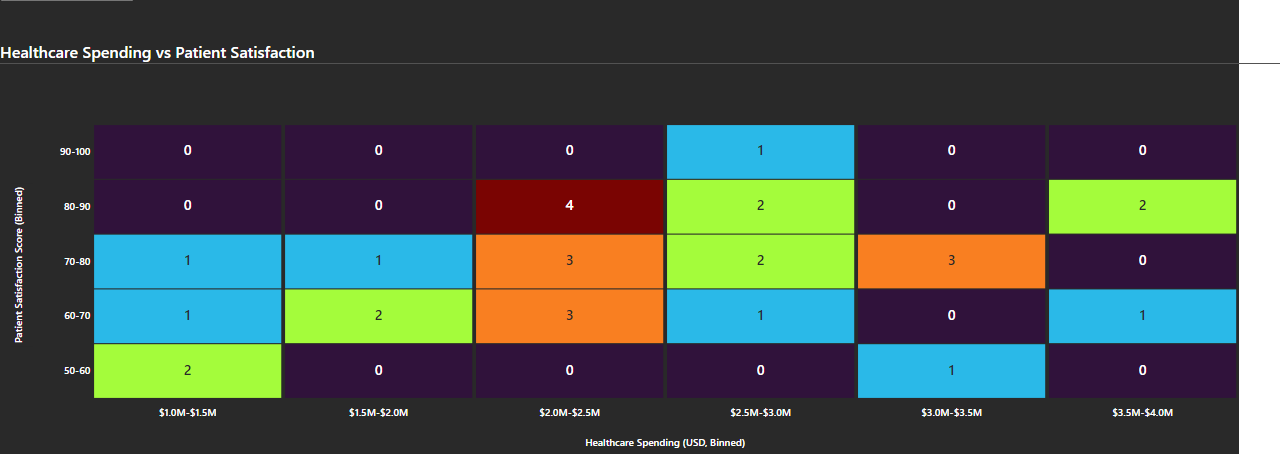 Healthcare Spending vs Patient Satisfaction
Patient Satisfaction Score (Binned)
90-100 0 0 0 1 0 0
80-90 0 0 4 2 0 2
70-80 1 1 3 2 3 0
60-70 1 2 3 1 0 1
50-60 2 0 0 0 1 0
$1.0M-$1.5M $1.5M-$2.0M $2.0M-$2.5M $2.5M-$3.0M $3.0M-$3.5M $3.5M-$4.0M
Healthcare Spending (USD, Binned)